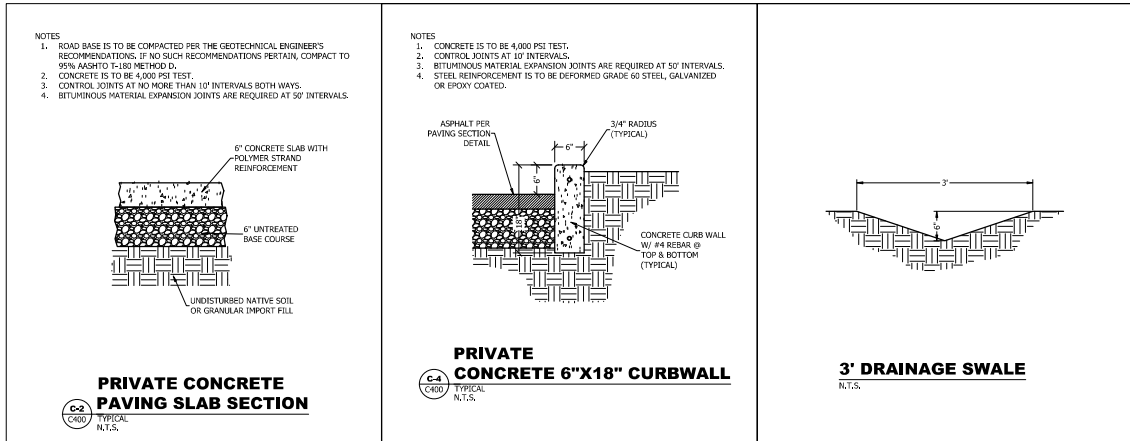 NOTES
1. ROAD BASE IS TO BE COMPACTED PER THE GEOTECHNICAL ENGINEER'S
RECOMMENDATIONS. IF NO SUCH RECOMMENDATIONS PERTAIN, COMPACT TO
95% AASHTO T-180 METHOD D.
2. CONCRETE IS TO BE 4,000 PSI TEST.
3. CONTROL JOINTS AT NO MORE THAN 10' INTERVALS BOTH WAYS.
4. BITUMINOUS MATERIAL EXPANSION JOINTS ARE REQUIRED AT 50' INTERVALS.
6" CONCRETE SLAB WITH
POLYMER STRAND
REINFORCEMENT
6" UNTREATED
BASE COURSE
UNDISTURBED NATIVE SOIL
OR GRANULAR IMPORT FILL
PRIVATE CONCRETE
PAVING SLAB SECTION
C-2
C400
TYPICAL
N.T.S.
NOTES
1. CONCRETE IS TO BE 4,000 PSI TEST.
2. CONTROL JOINTS AT 10' INTERVALS.
3. BITUMINOUS MATERIAL EXPANSION JOINTS ARE REQUIRED AT 50' INTERVALS.
4. STEEL REINFORCEMENT IS TO BE DEFORMED GRADE 60 STEEL, GALVANIZED
OR EPOXY COATED.
ASPHALT PER
PAVING SECTION
DETAIL
3/4" RADIUS
(TYPICAL)
6"
6"
18"
CONCRETE CURB WALL
W/ #4 REBAR @
TOP & BOTTOM
(TYPICAL)
PRIVATE
CONCRETE 6"X18" CURBWALL
C-4
C400
TYPICAL
N.T.S.
3'
6"
3' DRAINAGE SWALE
N.T.S.